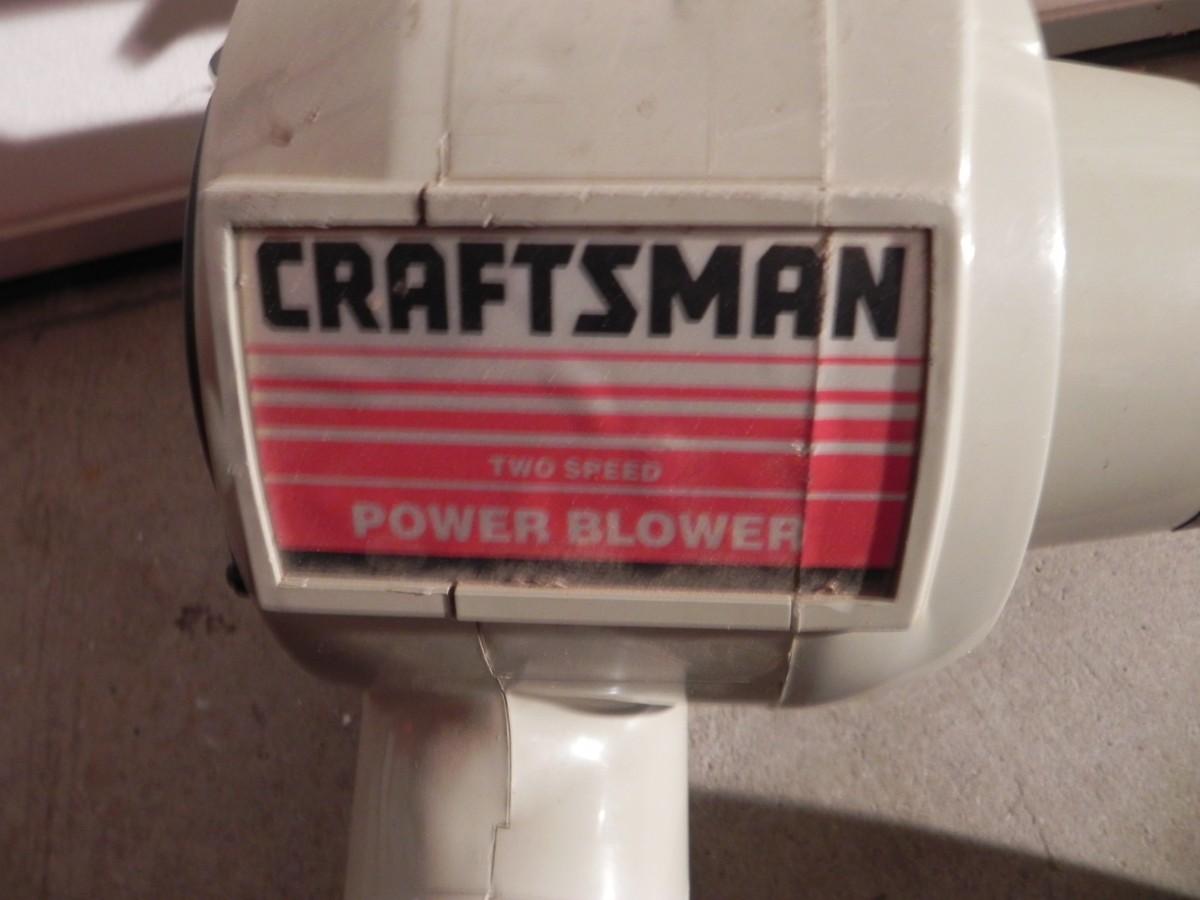 CRAFTSMAN
TWO SPEED
POWER BLOWER